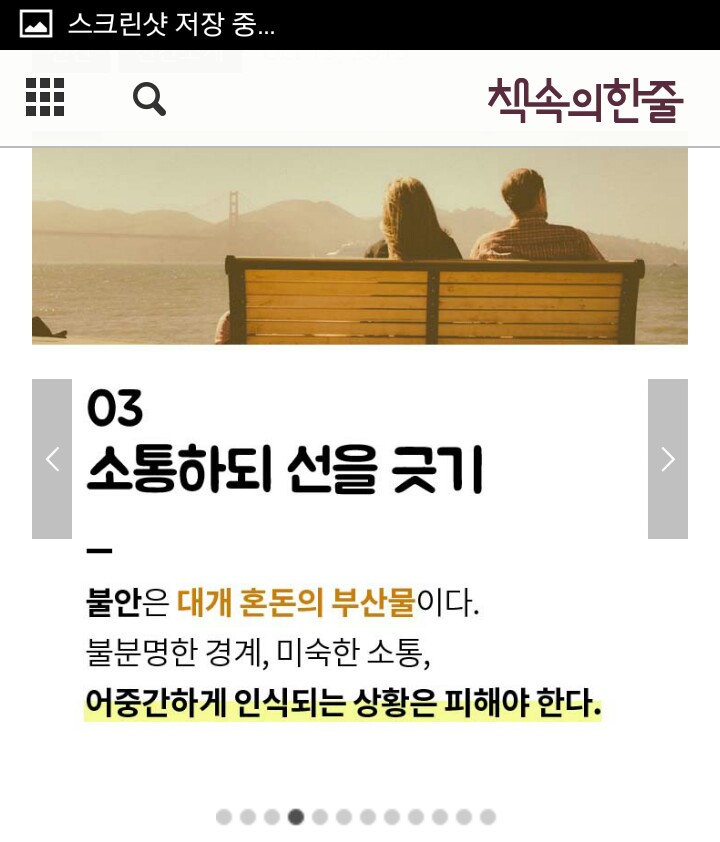 스크린샷 저장 중...
책속의한줄
03
소통하되 선을 긋기
불안은 대개 혼돈의 부산물이다.
불분명한 경계, 미숙한 소통,
어중간하게 인식되는 상황은 피해야 한다.